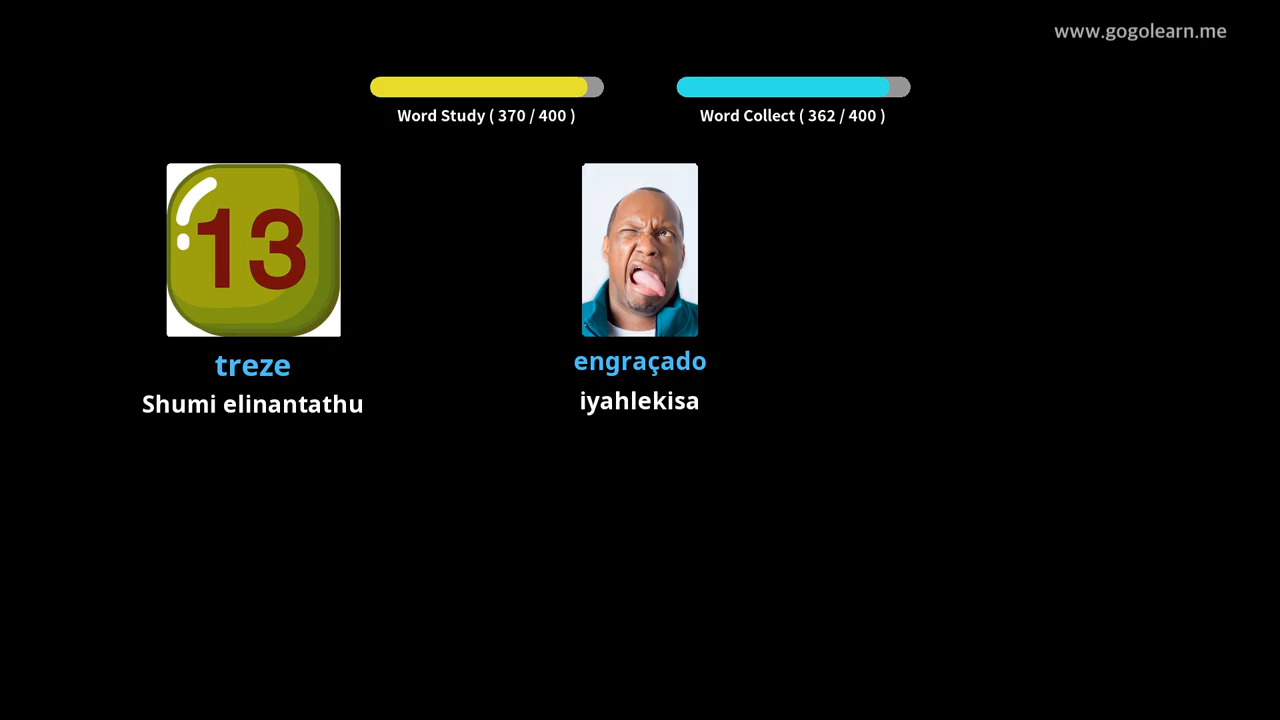 www.gogolearn.me
Word Study ( 370 / 400 )
Word Collect ( 362 / 400 )
13
treze
Shumi elinantathu
engraçado
iyahlekisa